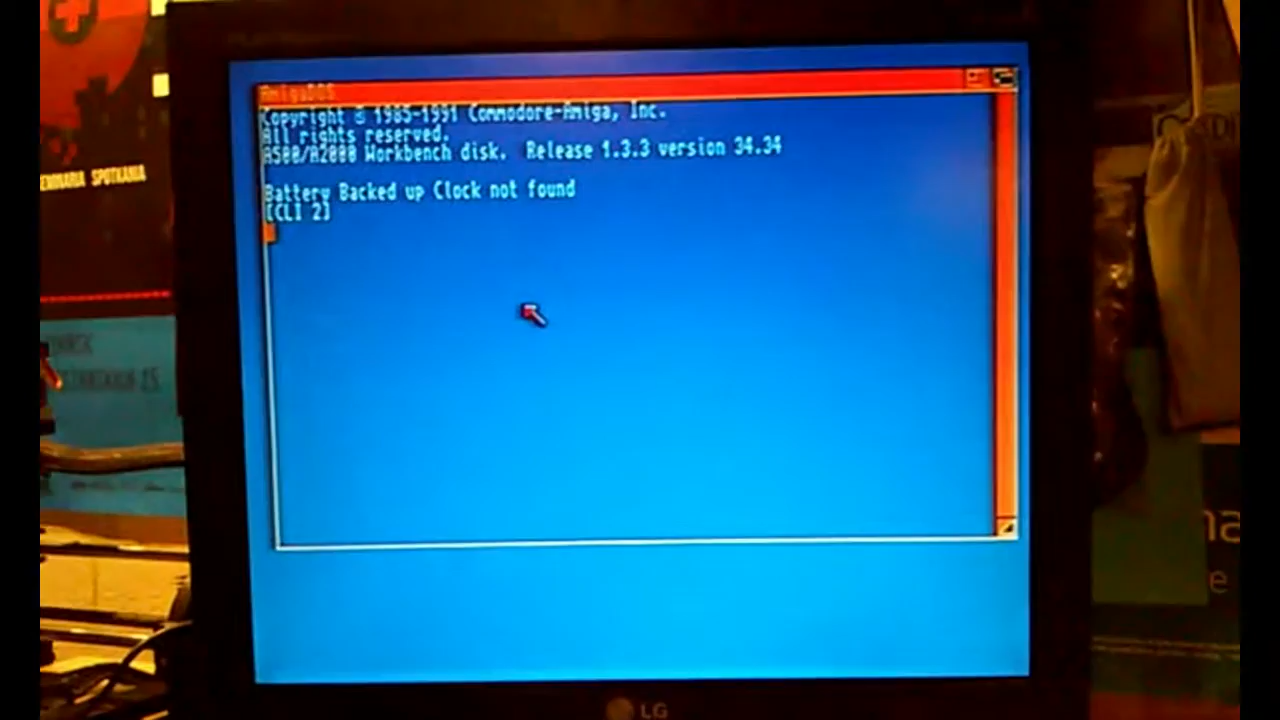 AmigaDOS
Copyright © 1985-1991 Commodore-Amiga, Inc.
All rights reserved.
A500/A2000 Workbench disk.  Release 1.3.3 version 34.34
Battery Backed up Clock not found
[CLI 2]
SPOTKANIA
LG